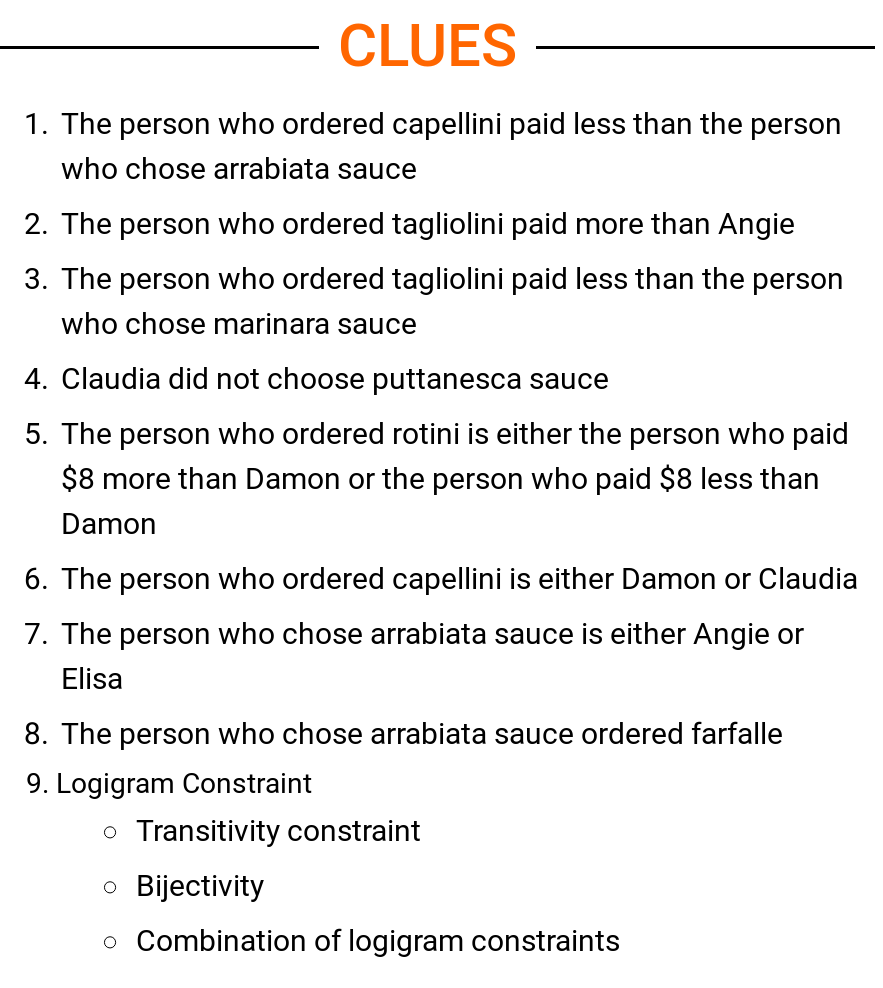 CLUES
1. The person who ordered capellini paid less than the person
who chose arrabiata sauce
2. The person who ordered tagliolini paid more than Angie
3. The person who ordered tagliolini paid less than the person
who chose marinara sauce
4. Claudia did not choose puttanesca sauce
5. The person who ordered rotini is either the person who paid
$8 more than Damon or the person who paid $8 less than
Damon
6. The person who ordered capellini is either Damon or Claudia
7. The person who chose arrabiata sauce is either Angie or
Elisa
8. The person who chose arrabiata sauce ordered farfalle
9. Logigram Constraint
○ Transitivity constraint
○ Bijectivity
○ Combination of logigram constraints